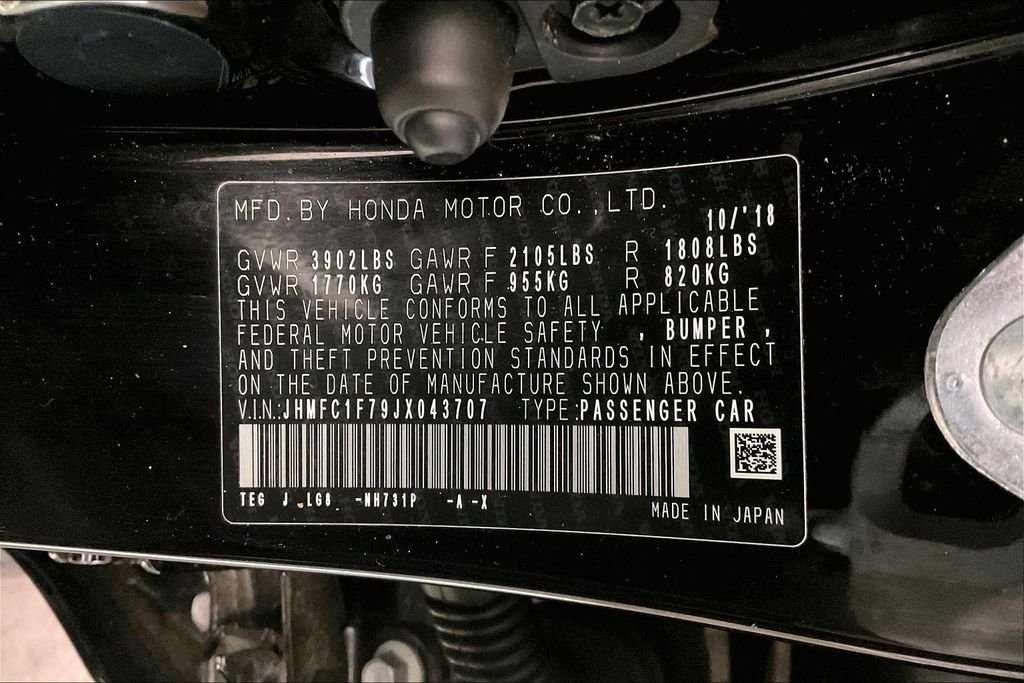 MFD. BY HONDA MOTOR CO., LTD.
10/'18
GVWR 3902LBS GAWR F 2105LBS R 1808LBS
GVWR 1770KG GAWR F 955KG R 820KG
THIS VEHICLE CONFORMS TO ALL APPLICABLE
FEDERAL MOTOR VEHICLE SAFETY , BUMPER ,
AND THEFT PREVENTION STANDARDS IN EFFECT
ON THE DATE OF MANUFACTURE SHOWN ABOVE.
V.I.N.:JHMFC1F79JX043707 TYPE:PASSENGER CAR
TEG J LG8 -NH731P -A -X
MADE IN JAPAN